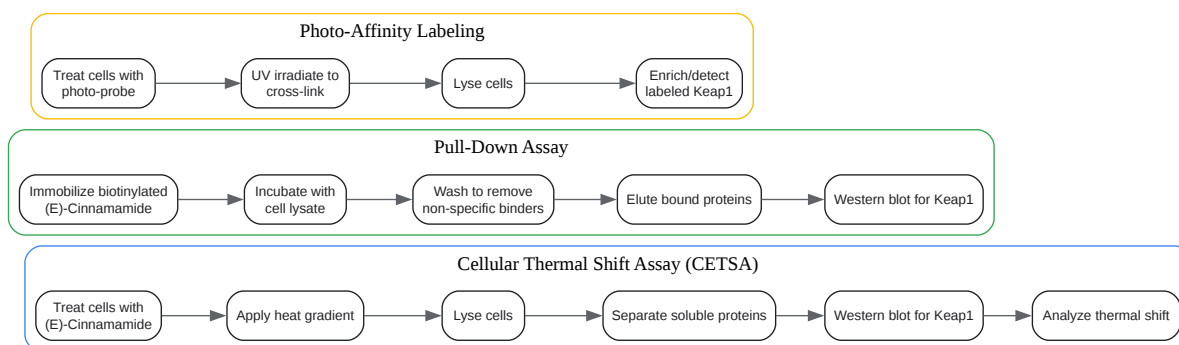 Photo-Affinity Labeling
Treat cells with
photo-probe
UV irradiate to
cross-link
Lyse cells
Enrich/detect
labeled Keap1
Pull-Down Assay
Immobilize biotinylated
(E)-Cinnamamide
Incubate with
cell lysate
Wash to remove
non-specific binders
Elute bound proteins
Western blot for Keap1
Cellular Thermal Shift Assay (CETSA)
Treat cells with
(E)-Cinnamamide
Apply heat gradient
Lyse cells
Separate soluble proteins
Western blot for Keap1
Analyze thermal shift